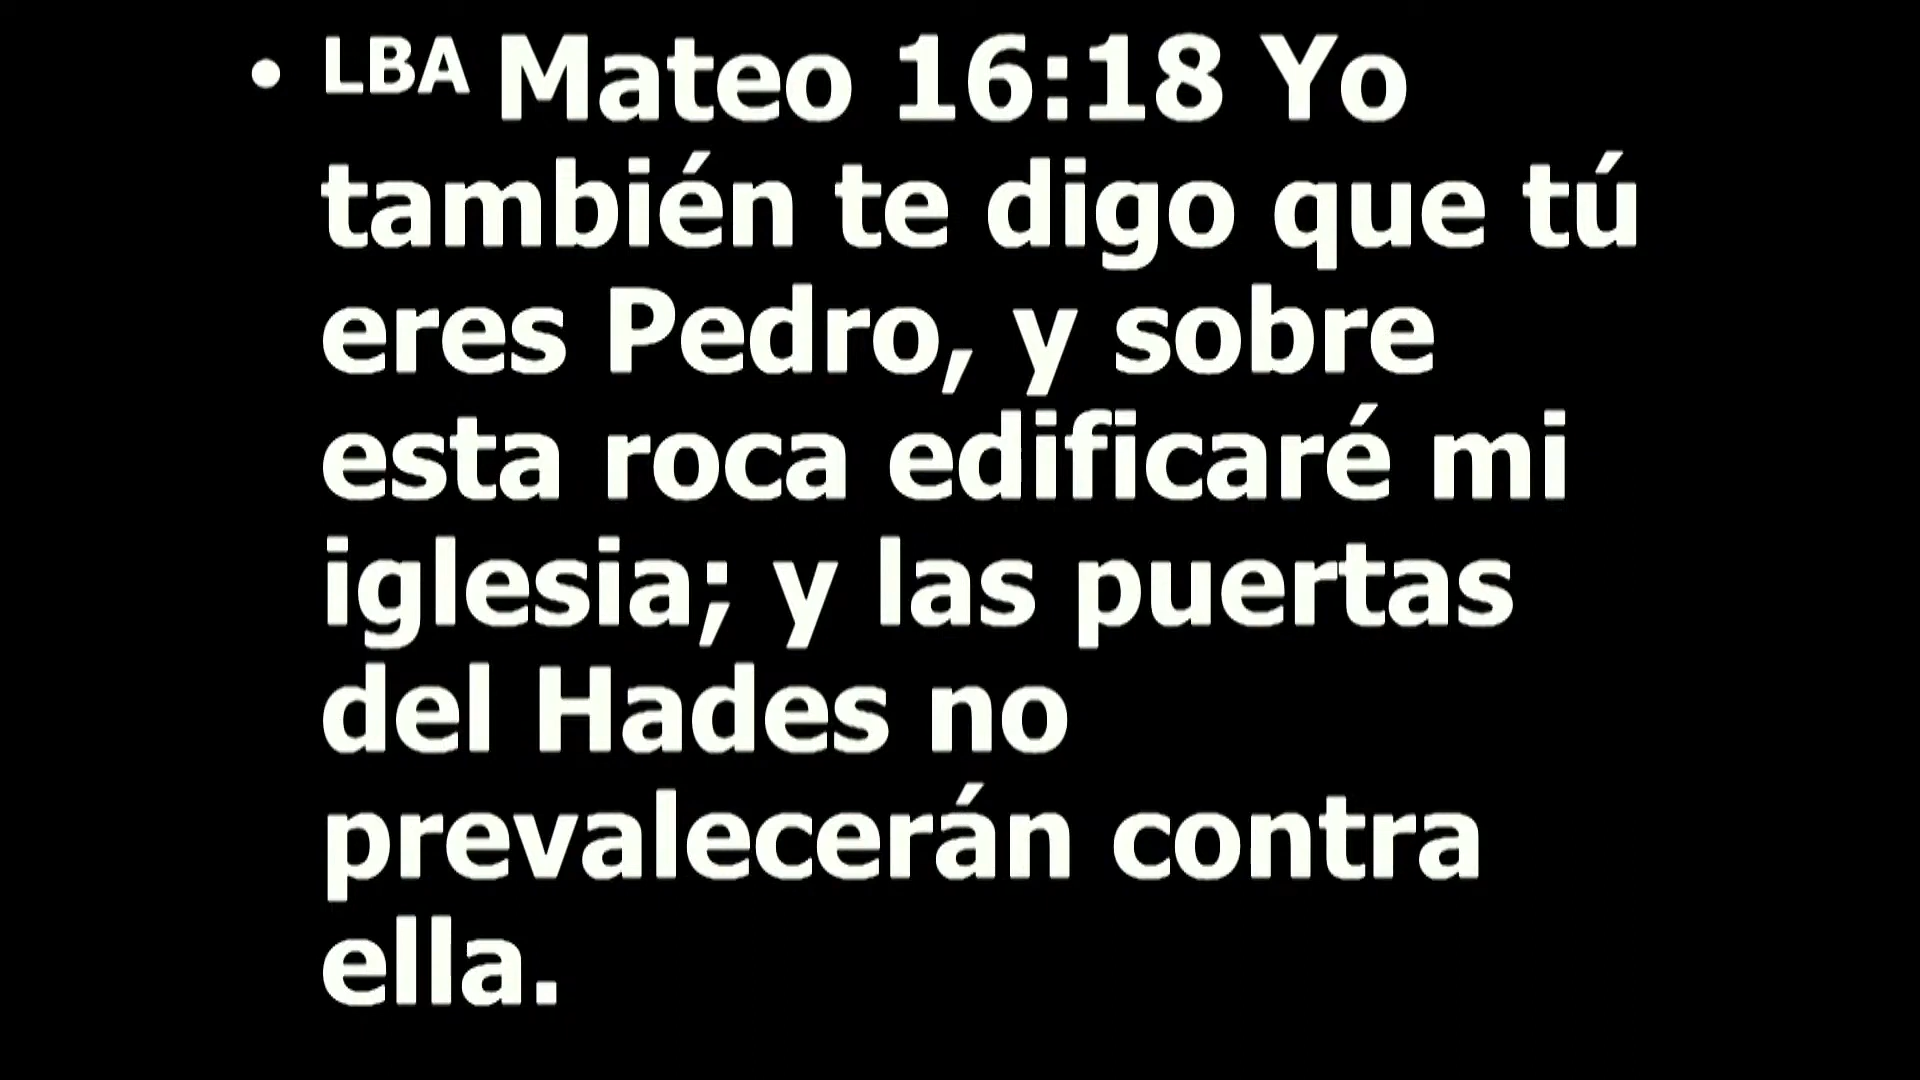 • LBA Mateo 16:18 Yo
también te digo que tú
eres Pedro, y sobre
esta roca edificaré mi
iglesia; y las puertas
del Hades no
prevalecerán contra
ella.